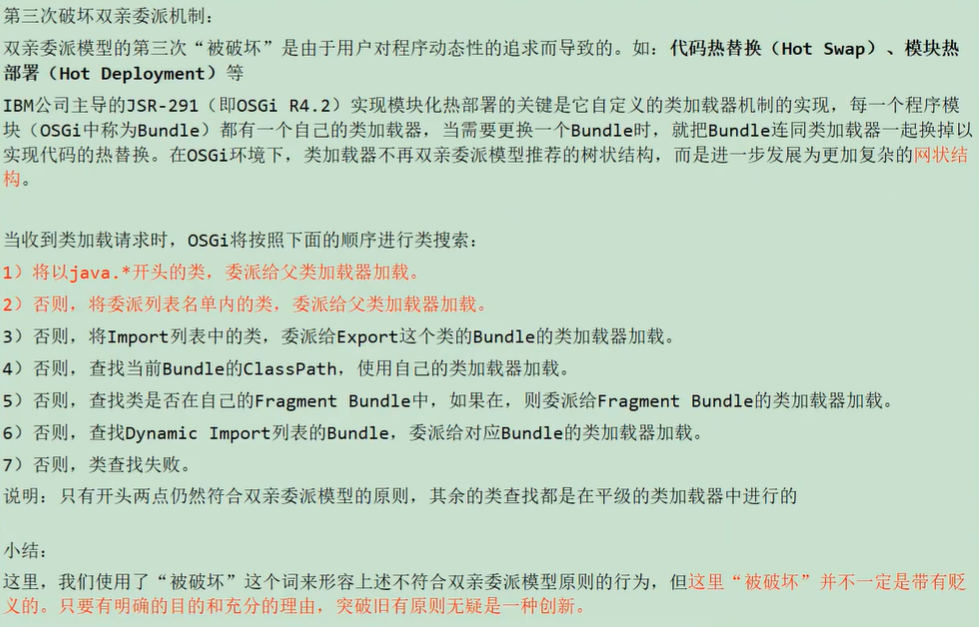 第三次破坏双亲委派机制:
双亲委派模型的第三次“被破坏”是由于用户对程序动态性的追求而导致的。如: 代码热替换（Hot Swap）、模块热
部署（Hot Deployment）等
IBM公司主导的JSR-291（即OSGi R4.2）实现模块化热部署的关键是它自定义的类加载器机制的实现，每一个程序模
块（OSGi中称为Bundle）都有一个自己的类加载器，当需要更换一个Bundle时，就把Bundle连同类加载器一起换掉以
实现代码的热替换。在OSGi环境下，类加载器不再双亲委派模型推荐的树状结构，而是进一步发展为更加复杂的网状结
构。
当收到类加载请求时，OSGi将按照下面的顺序进行类搜索:
1）将以java.*开头的类，委派给父类加载器加载。
2）否则，将委派列表名单内的类，委派给父类加载器加载。
3）否则，将Import列表中的类，委派给Export这个类的Bundle的类加载器加载。
4）否则，查找当前Bundle的ClassPath，使用自己的类加载器加载。
5）否则，查找类是否在自己的Fragment Bundle中，如果在，则委派给Fragment Bundle的类加载器加载。
6）否则，查找Dynamic Import列表的Bundle，委派给对应Bundle的类加载器加载。
7）否则，类查找失败。
说明: 只有开头两点仍然符合双亲委派模型的原则，其余的类查找都是在平级的类加载器中进行的
小结:
这里，我们使用了“被破坏”这个词来形容上述不符合双亲委派模型原则的行为，但这里“被破坏”并不一定是带有贬
义的。只要有明确的目的和充分的理由，突破旧有原则无疑是一种创新。